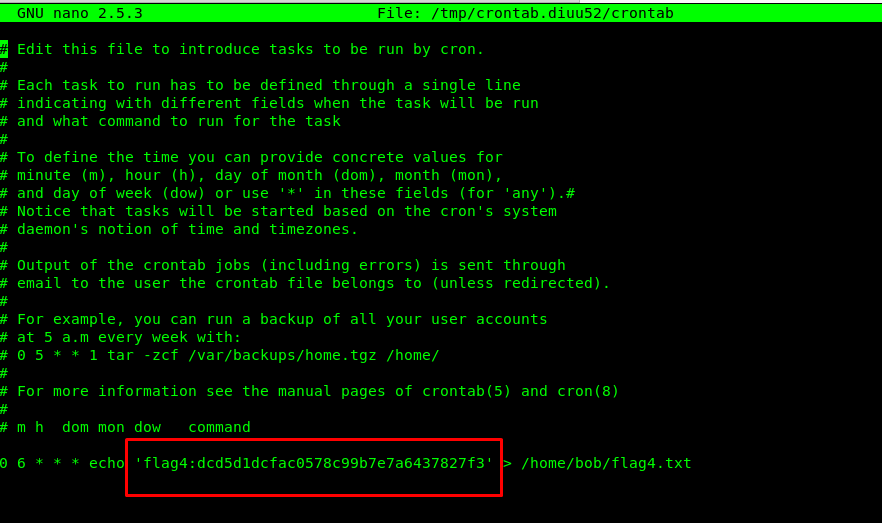 GNU nano 2.5.3 File: /tmp/crontab.diuu52/crontab
# Edit this file to introduce tasks to be run by cron.
#
# Each task to run has to be defined through a single line
# indicating with different fields when the task will be run
# and what command to run for the task
#
# To define the time you can provide concrete values for
# minute (m), hour (h), day of month (dom), month (mon),
# and day of week (dow) or use '*' in these fields (for 'any').#
# Notice that tasks will be started based on the cron's system
# daemon's notion of time and timezones.
#
# Output of the crontab jobs (including errors) is sent through
# email to the user the crontab file belongs to (unless redirected).
#
# For example, you can run a backup of all your user accounts
# at 5 a.m every week with:
# 0 5 * * 1 tar -zcf /var/backups/home.tgz /home/
#
# For more information see the manual pages of crontab(5) and cron(8)
#
# m h  dom mon dow   command
0 6 * * * echo 'flag4:dcd5d1dcfac0578c99b7e7a6437827f3' > /home/bob/flag4.txt